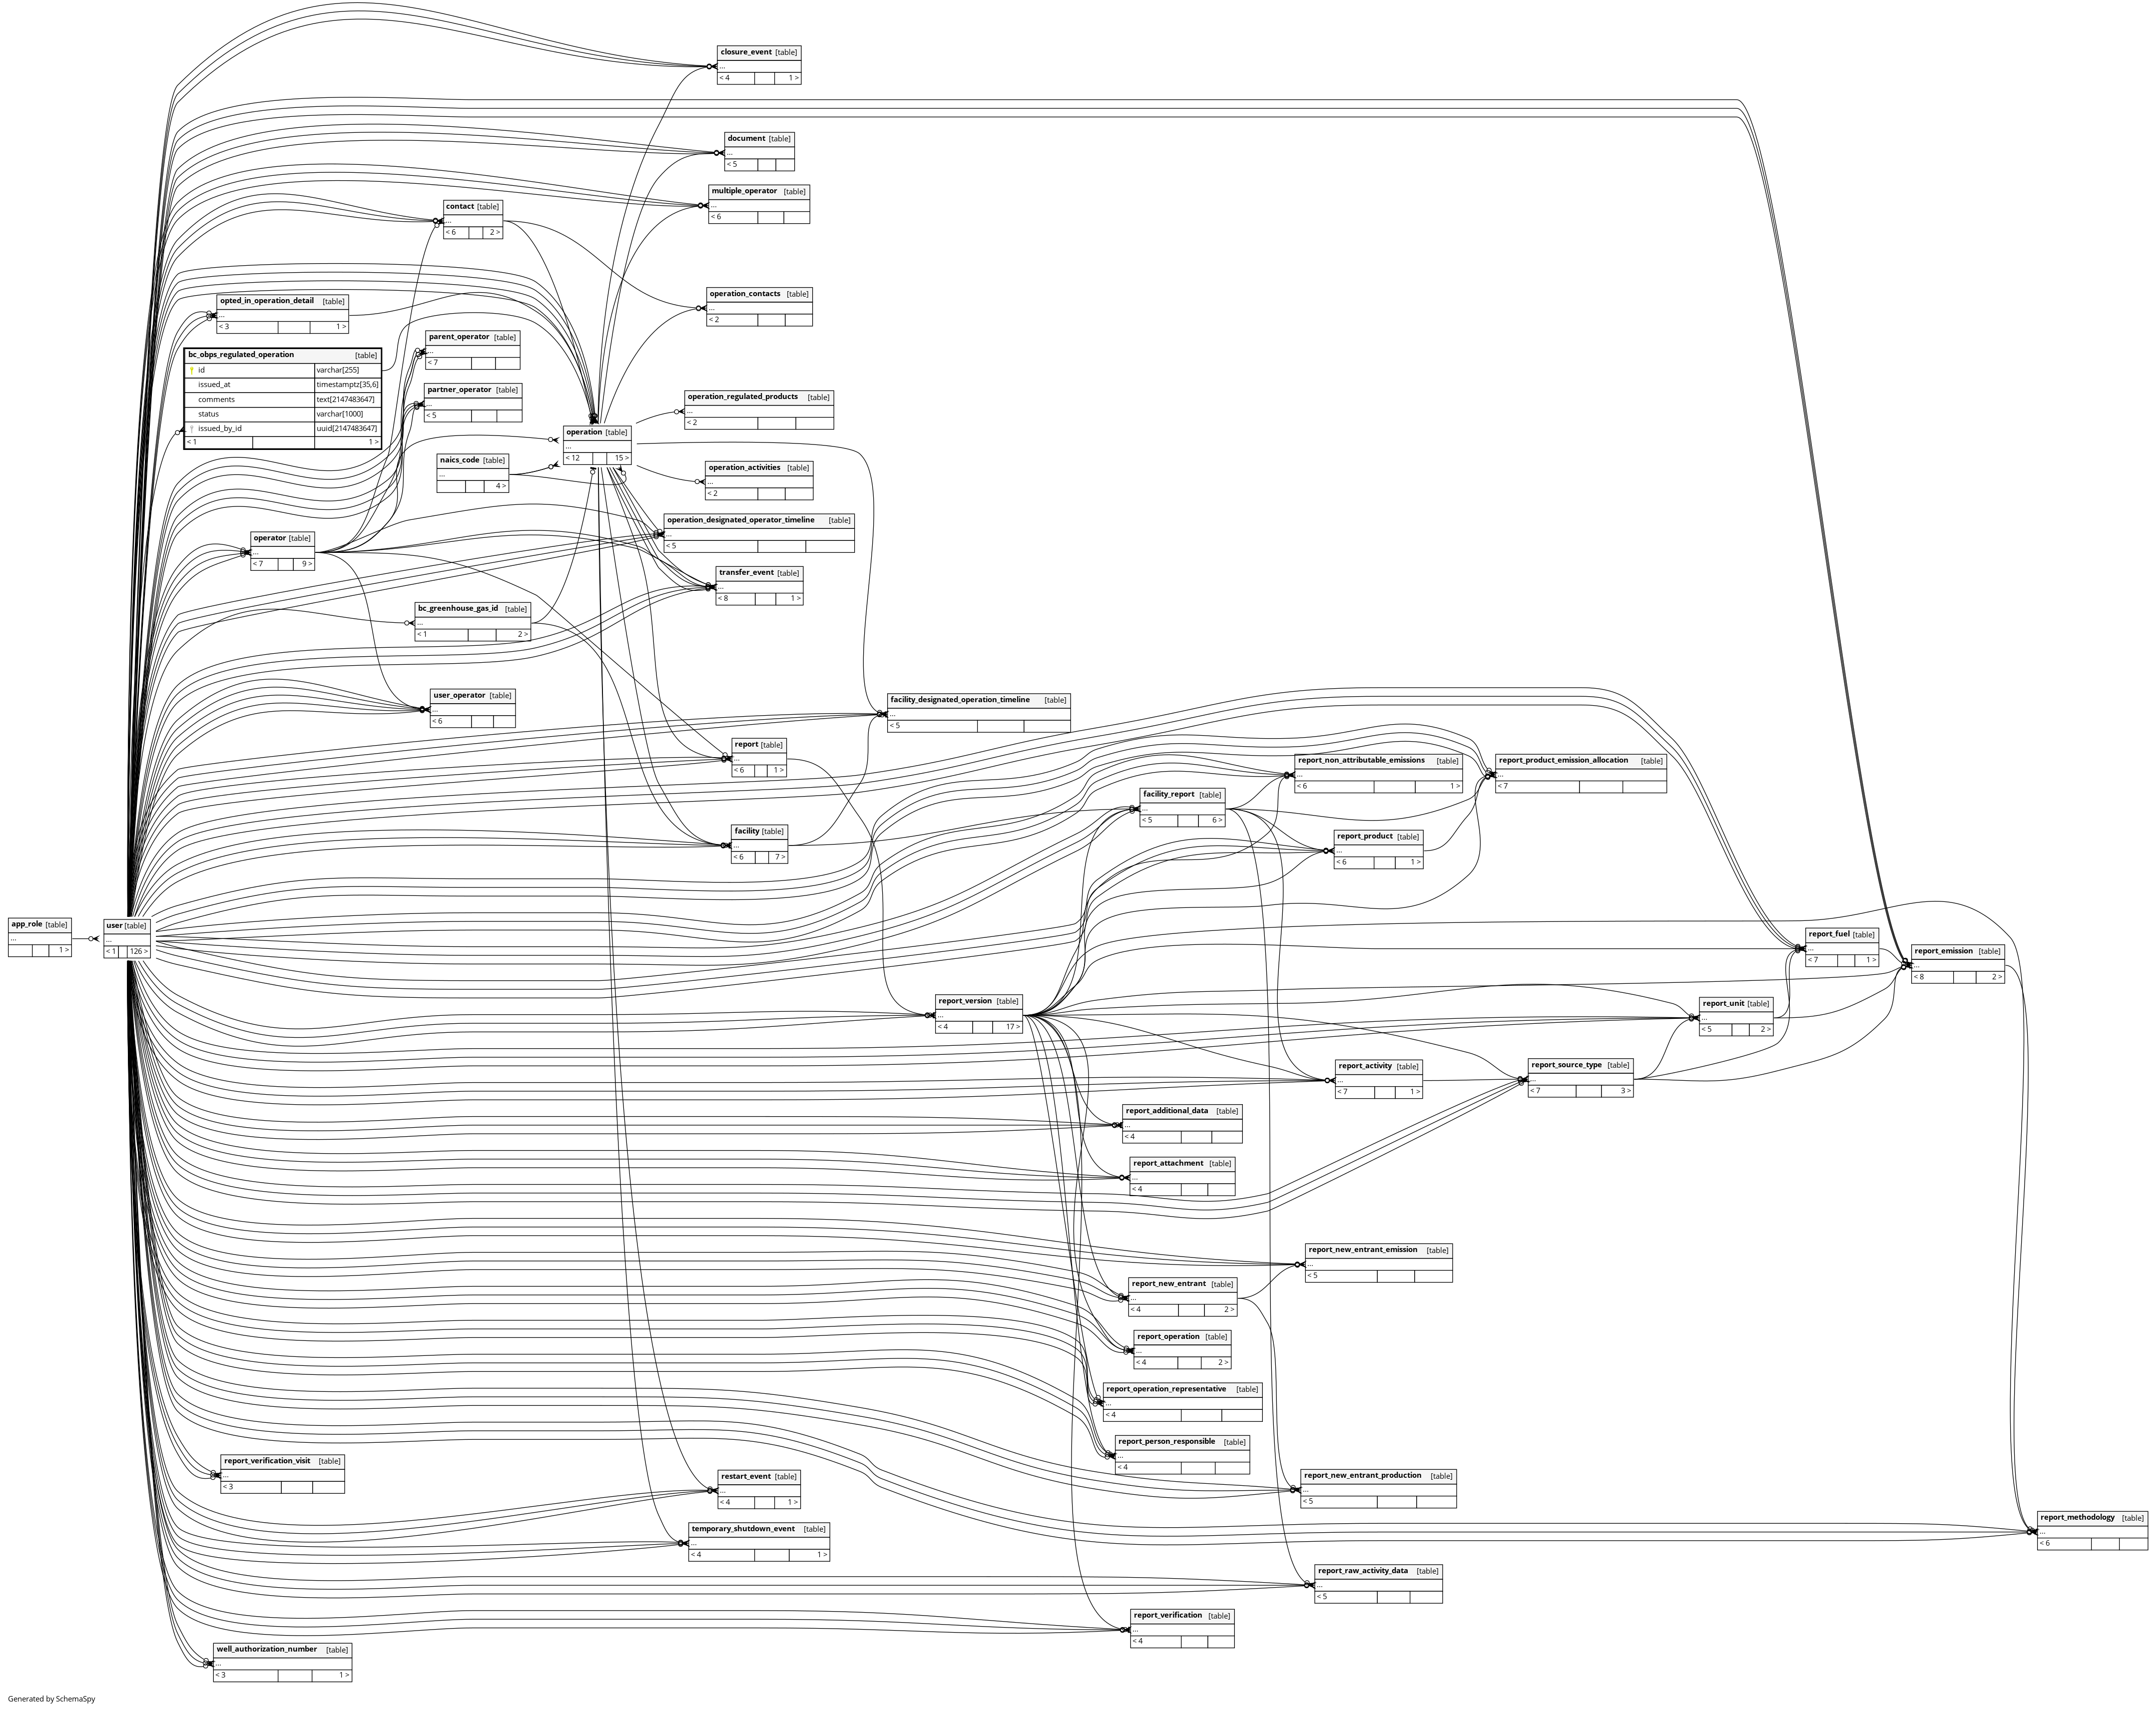 closure_event [table]
...
< 4 1 >
document [table]
...
< 5
multiple_operator [table]
...
< 6
contact [table]
...
< 6 2 >
operation_contacts [table]
...
< 2
opted_in_operation_detail [table]
...
< 3 1 >
parent_operator [table]
...
< 7
bc_obps_regulated_operation [table]
id varchar[255]
issued_at timestamptz[35,6]
comments text[2147483647]
status varchar[1000]
issued_by_id uuid[2147483647]
< 1 1 >
partner_operator [table]
...
< 5
operation_regulated_products [table]
...
< 2
operation [table]
...
< 12 15 >
naics_code [table]
...
4 >
operation_activities [table]
...
< 2
operation_designated_operator_timeline [table]
...
< 5
operator [table]
...
< 7 9 >
transfer_event [table]
...
< 8 1 >
bc_greenhouse_gas_id [table]
...
< 1 2 >
user_operator [table]
...
< 6
facility_designated_operation_timeline [table]
...
< 5
report [table]
...
< 6 1 >
report_non_attributable_emissions [table]
...
< 6 1 >
report_product_emission_allocation [table]
...
< 7
facility_report [table]
...
< 5 6 >
facility [table]
...
< 6 7 >
report_product [table]
...
< 6 1 >
app_role [table]
...
1 >
user [table]
...
< 1 126 >
report_fuel [table]
...
< 7 1 >
report_emission [table]
...
< 8 2 >
report_version [table]
...
< 4 17 >
report_unit [table]
...
< 5 2 >
report_activity [table]
...
< 7 1 >
report_source_type [table]
...
< 7 3 >
report_additional_data [table]
...
< 4
report_attachment [table]
...
< 4
report_new_entrant_emission [table]
...
< 5
report_new_entrant [table]
...
< 4 2 >
report_operation [table]
...
< 4 2 >
report_operation_representative [table]
...
< 4
report_person_responsible [table]
...
< 4
report_verification_visit [table]
...
< 3
restart_event [table]
...
< 4 1 >
report_new_entrant_production [table]
...
< 5
report_methodology [table]
...
< 6
temporary_shutdown_event [table]
...
< 4 1 >
report_raw_activity_data [table]
...
< 5
report_verification [table]
...
< 4
well_authorization_number [table]
...
< 3 1 >
Generated by SchemaSpy